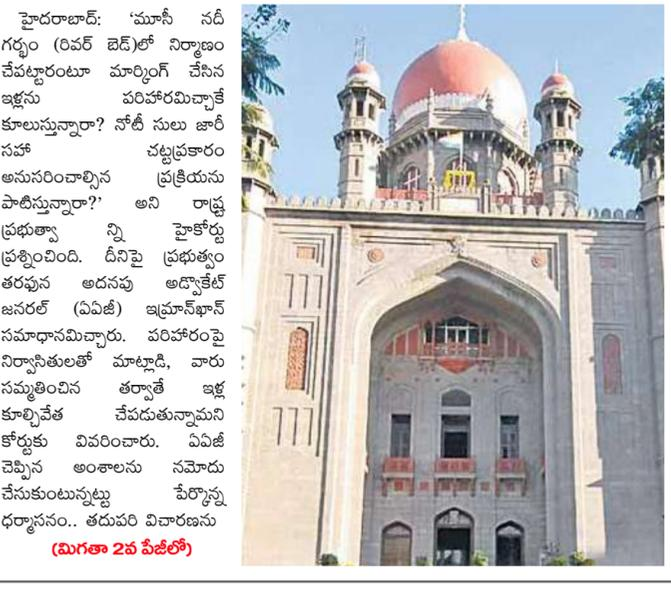 హైదరాబాద్: ‘మూసీ నదీ
గర్భం (రివర్ బెడ్)లో నిర్మాణం
చేపట్టారంటూ మార్కింగ్ చేసిన
ఇళ్లను పరిహారమిచ్చాకే
కూలుస్తున్నారా? నోటీ సులు జారీ
సహా చట్టప్రకారం
అనుసరించాల్సిన ప్రక్రియను
పాటిస్తున్నారా?’ అని రాష్ట్ర
ప్రభుత్వా న్ని హైకోర్టు
ప్రశ్నించింది. దీనిపై ప్రభుత్వం
తరఫున అదనపు అడ్వొకేట్
జనరల్ (ఏఏజీ) ఇమ్రాన్‌ఖాన్
సమాధానమిచ్చారు. పరిహారంపై
నిర్వాసితులతో మాట్లాడి, వారు
సమ్మతించిన తర్వాతే ఇళ్ల
కూల్చివేత చేపడుతున్నామని
కోర్టుకు వివరించారు. ఏఏజీ
చెప్పిన అంశాలను నమోదు
చేసుకుంటున్నట్టు పేర్కొన్న
ధర్మాసనం.. తదుపరి విచారణను
(మిగతా 2వ పేజీలో)